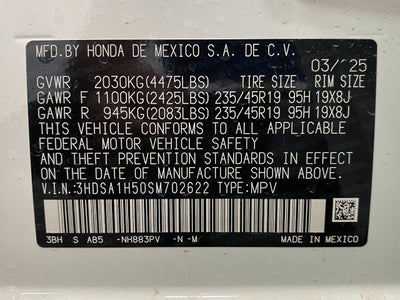 MFD.BY HONDA DE MEXICO S.A. DE C.V.
03/'25
GVWR 2030KG(4475LBS) TIRE SIZE RIM SIZE
GAWR F 1100KG(2425LBS) 235/45R19 95H 19X8J
GAWR R 945KG(2083LBS) 235/45R19 95H 19X8J
THIS VEHICLE CONFORMS TO ALL APPLICABLE
FEDERAL MOTOR VEHICLE SAFETY
AND THEFT PREVENTION STANDARDS IN EFFECT
ON THE DATE OF MANUFACTURE SHOWN ABOVE.
V.I.N:3HDSA1H50SM702622 TYPE:MPV
3BH S AB5 -NH883PV -N -M MADE IN MEXICO